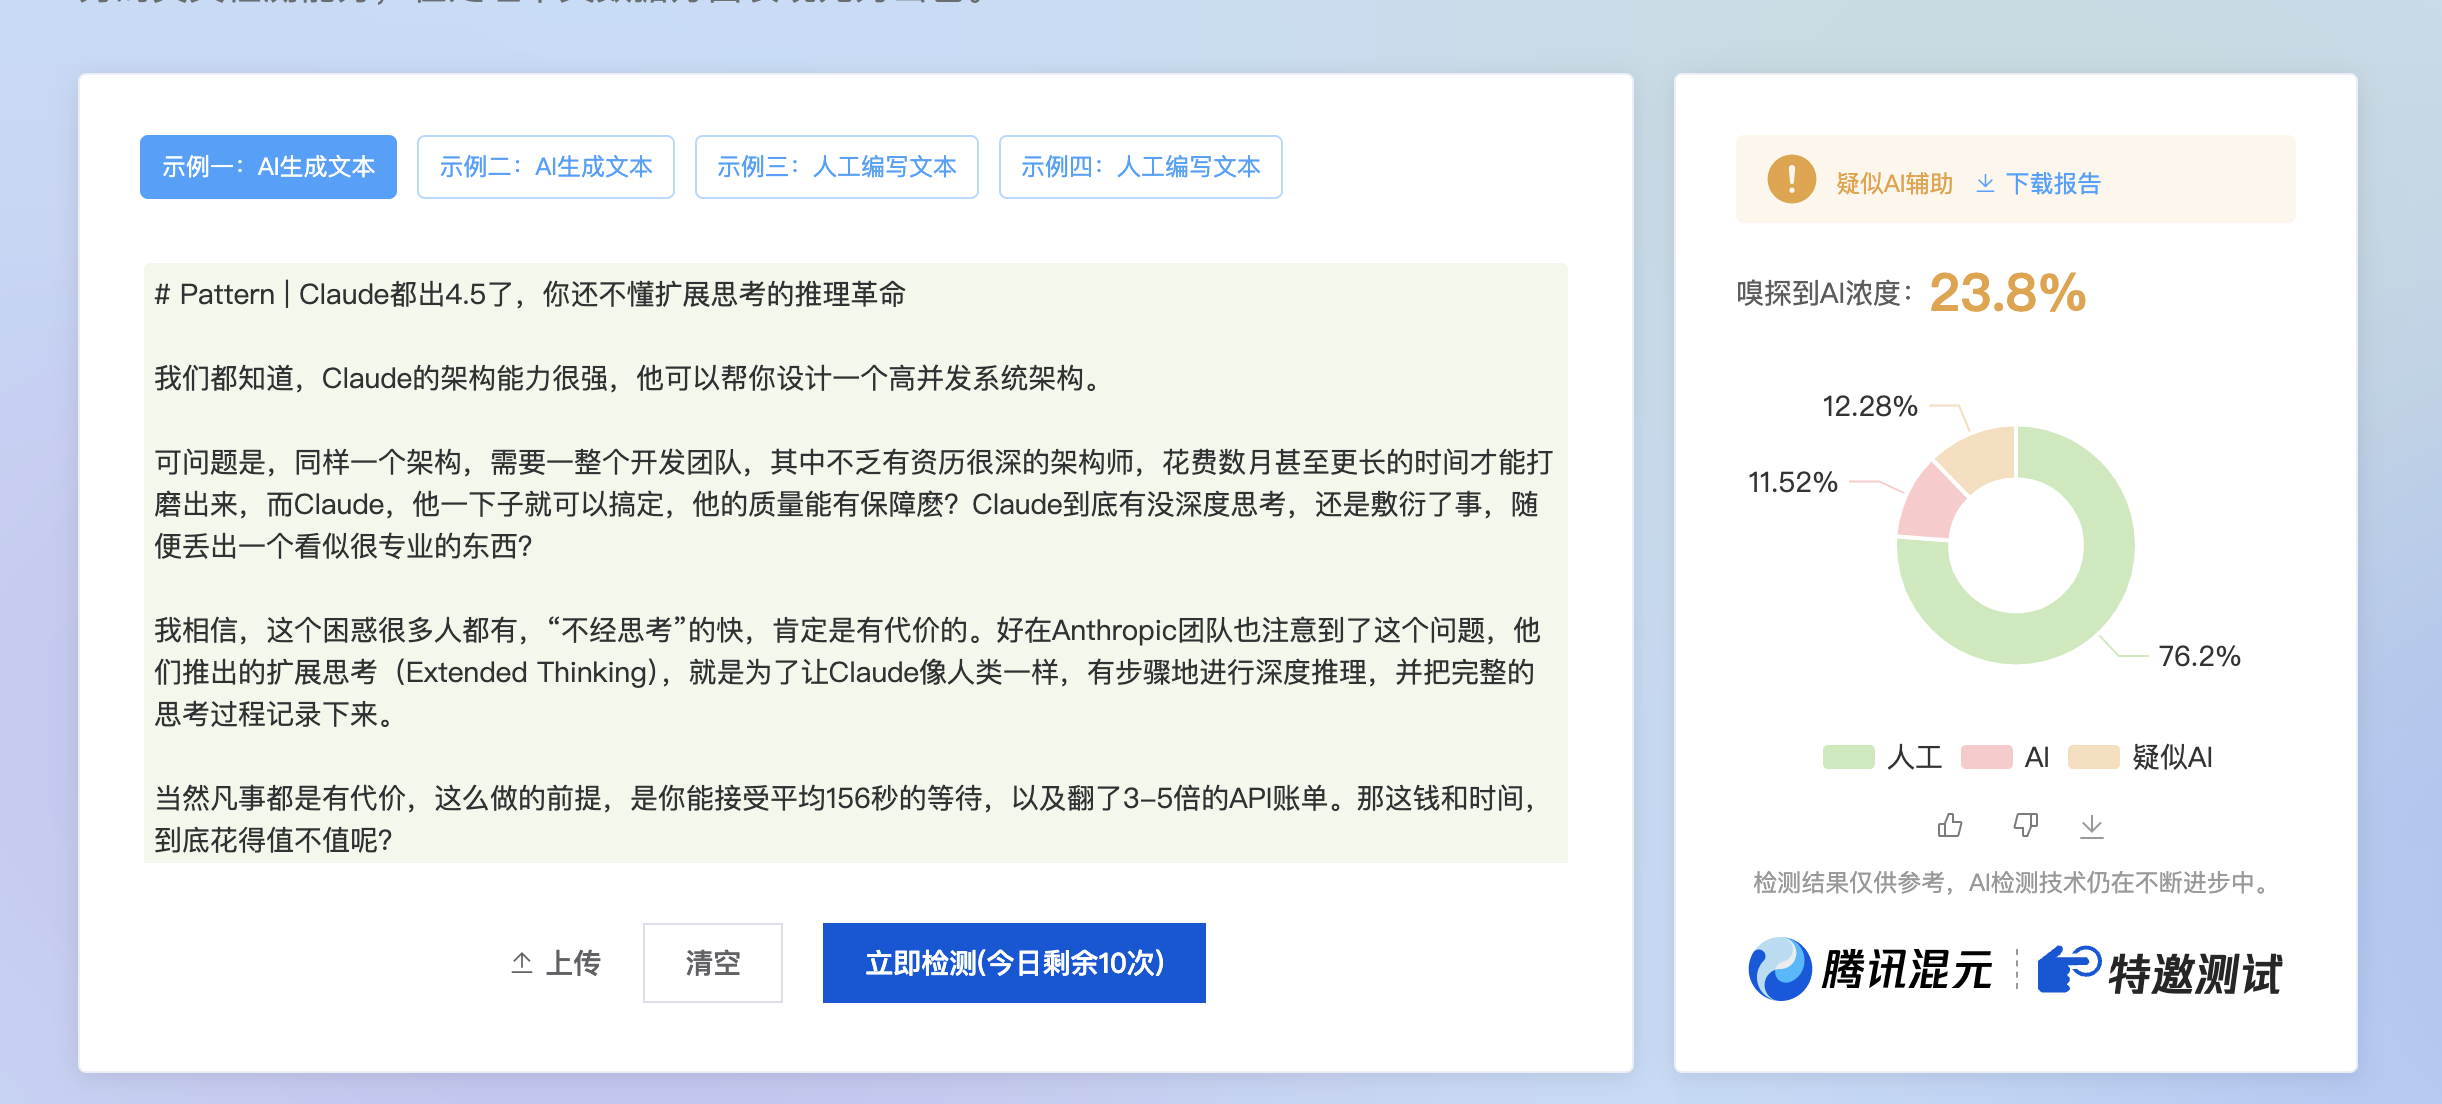 示例一：AI生成文本
示例二：AI生成文本
示例三：人工编写文本
示例四：人工编写文本
# Pattern | Claude都出4.5了，你还不懂扩展思考的推理革命
我们都知道，Claude的架构能力很强，他可以帮你设计一个高并发系统架构。
可问题是，同样一个架构，需要一整个开发团队，其中不乏有资历很深的架构师，花费数月甚至更长的时间才能打
磨出来，而Claude，他一下子就可以搞定，他的质量能有保障麽？Claude到底有没深度思考，还是敷衍了事，随
便丢出一个看似很专业的东西?
我相信，这个困惑很多人都有，“不经思考”的快，肯定是有代价的。好在Anthropic团队也注意到了这个问题，他
们推出的扩展思考（Extended Thinking），就是为了让Claude像人类一样，有步骤地进行深度推理，并把完整的
思考过程记录下来。
当然凡事都是有代价，这么做的前提，是你能接受平均156秒的等待，以及翻了3-5倍的API账单。那这钱和时间，
到底花得值不值呢?
上传
清空
立即检测(今日剩余10次)
疑似AI辅助
下载报告
嗅探到AI浓度：23.8%
12.28%
11.52%
76.2%
人工 AI 疑似AI
检测结果仅供参考，AI检测技术仍在不断进步中。
腾讯混元 特邀测试